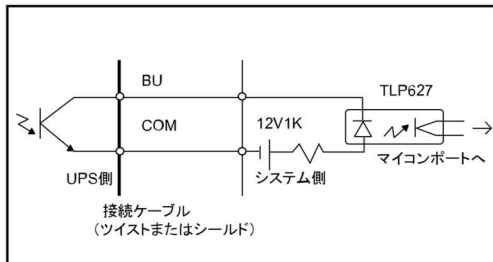 BU
TLP627
COM
12V1K
マイコンポートへ
UPS側
システム側
接続ケーブル
(ツイストまたはシールド)